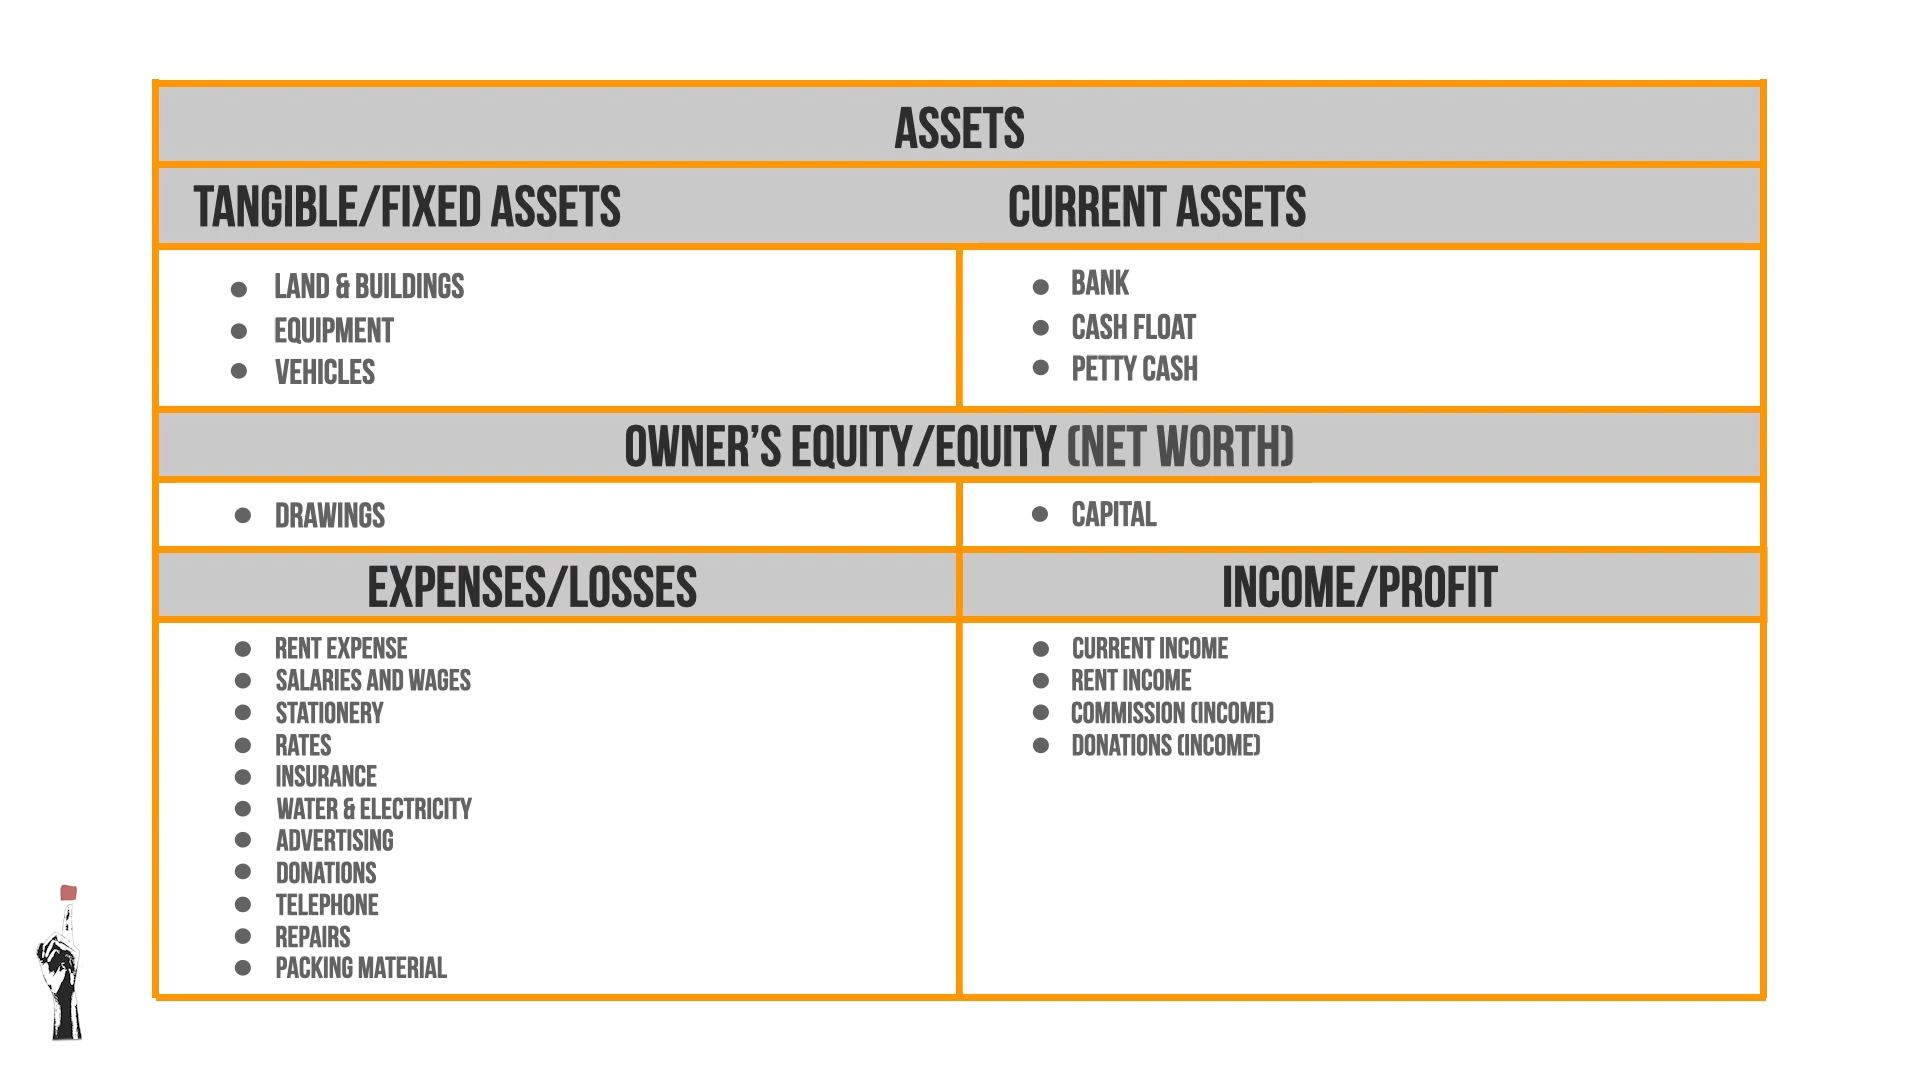 ASSETS
TANGIBLE/FIXED ASSETS
CURRENT ASSETS
● LAND & BUILDINGS
● EQUIPMENT
● VEHICLES
● BANK
● CASH FLOAT
● PETTY CASH
OWNER'S EQUITY/EQUITY (NET WORTH)
● DRAWINGS
● CAPITAL
EXPENSES/LOSSES
INCOME/PROFIT
● RENT EXPENSE
● SALARIES AND WAGES
● STATIONERY
● RATES
● INSURANCE
● WATER & ELECTRICITY
● ADVERTISING
● DONATIONS
● TELEPHONE
● REPAIRS
● PACKING MATERIAL
● CURRENT INCOME
● RENT INCOME
● COMMISSION (INCOME)
● DONATIONS (INCOME)